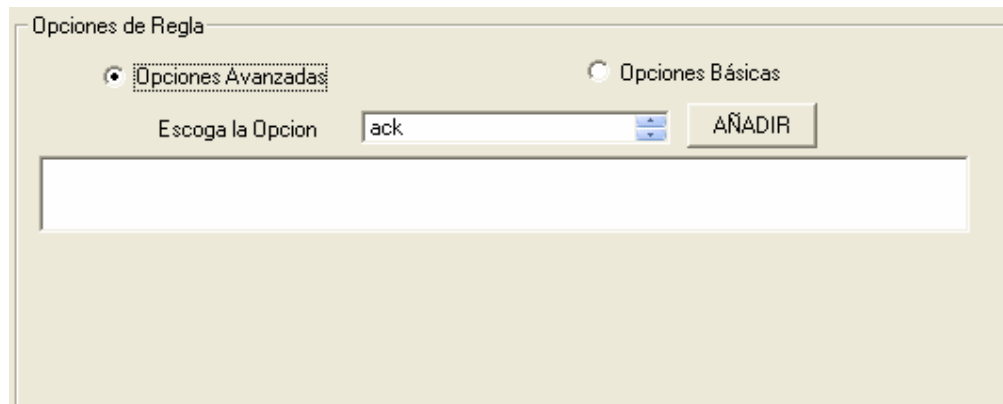 Opciones de Regla
Opciones Avanzadas
Opciones Básicas
Escoga la Opcion
ack
AÑADIR